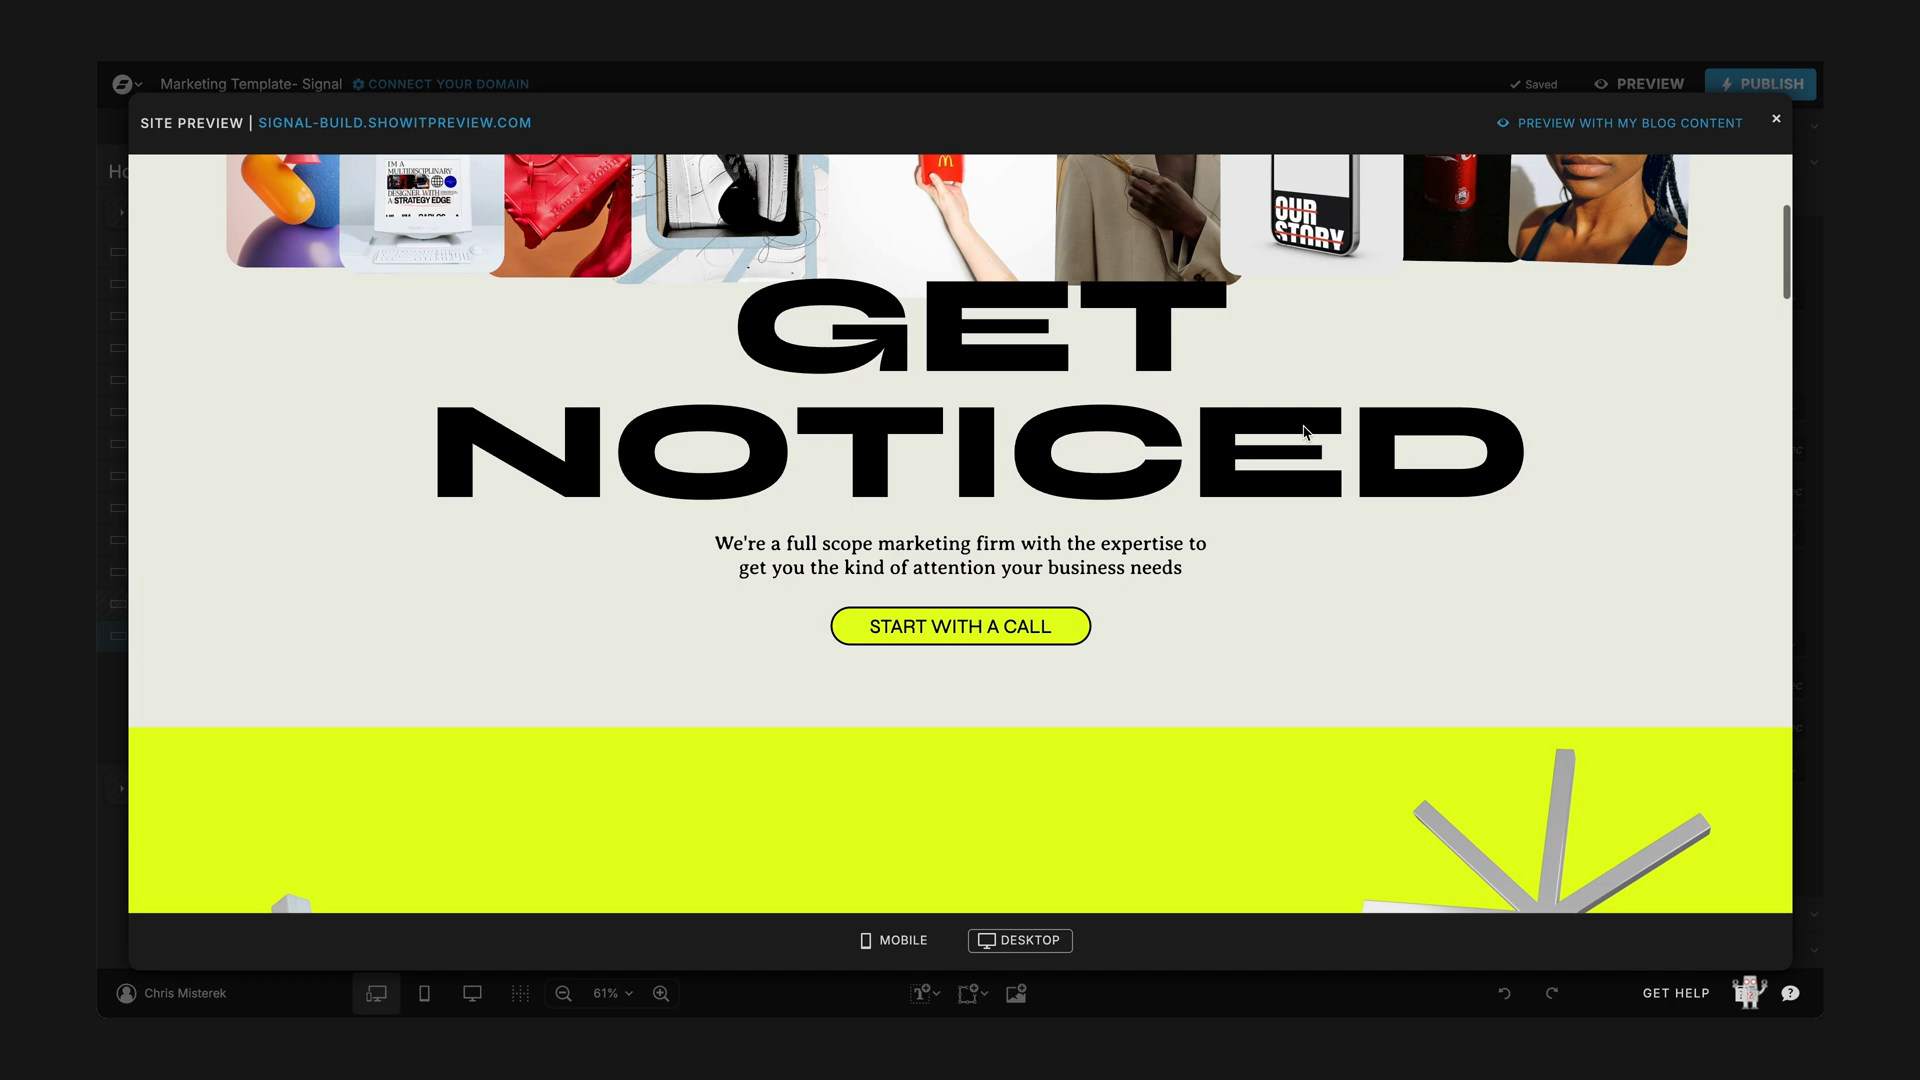 Marketing Template- Signal
CONNECT YOUR DOMAIN
Saved
PREVIEW
PUBLISH
SITE PREVIEW | SIGNAL-BUILD.SHOWITPREVIEW.COM
PREVIEW WITH MY BLOG CONTENT
Ho
I'M A
MULTIDISCIPLINARY
DESIGNER WITH
A STRATEGY EDGE
OUR
STORY
GET
NOTICED
We're a full scope marketing firm with the expertise to
get you the kind of attention your business needs
START WITH A CALL
MOBILE
DESKTOP
Chris Misterek
61%
GET HELP